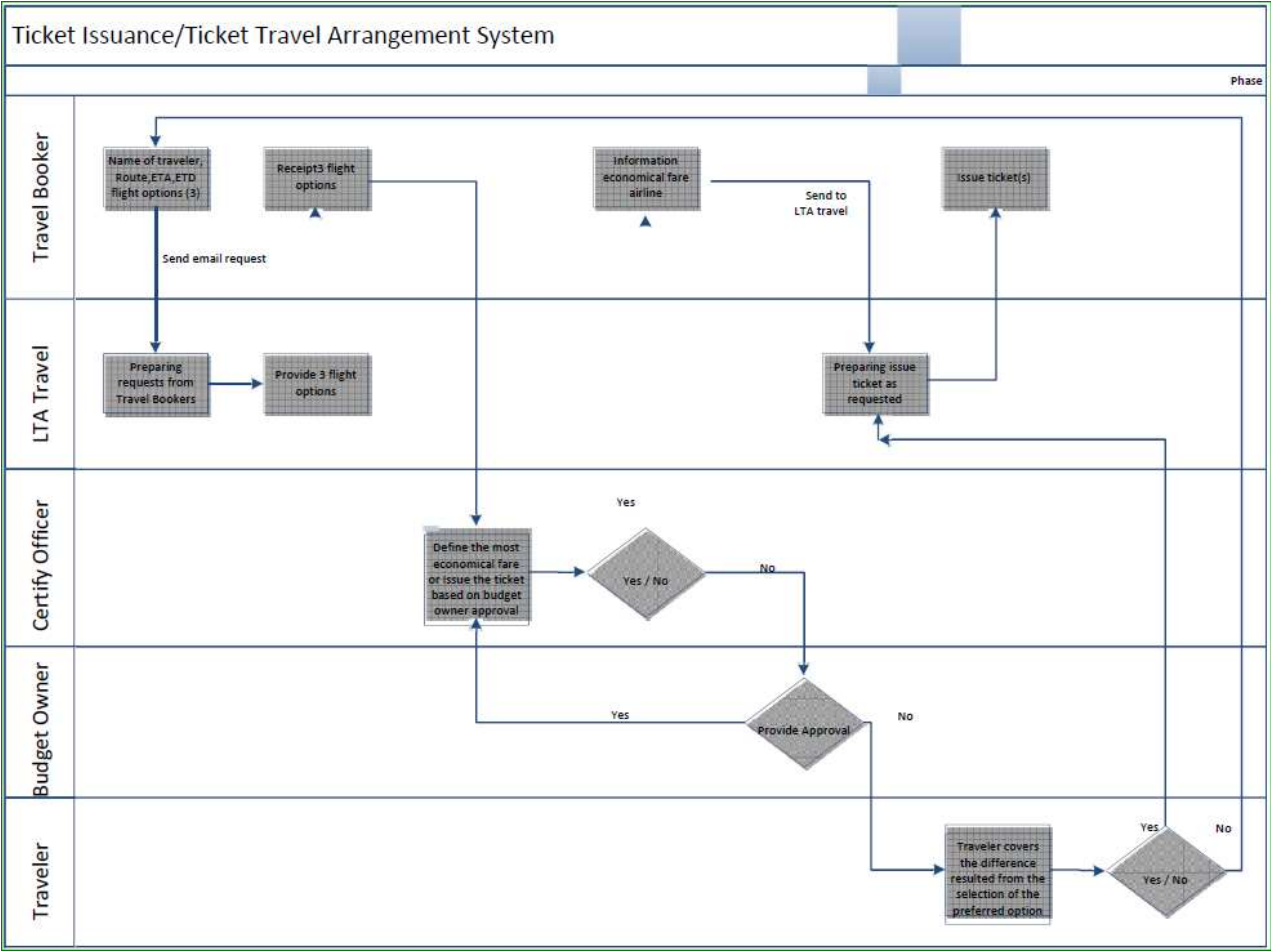 Ticket Issuance/Ticket Travel Arrangement System
Phase
Travel Booker
Name of traveler,
Route,ETA,ETD
flight options (3)
Receipt3 flight
options
Information
economical fare
airline
Send to
LTA travel
Issue ticket(s)
Send email request
LTA Travel
Preparing
requests from
Travel Bookers
Provide 3 flight
options
Preparing issue
ticket as
requested
Certify Officer
Yes
Define the most
economical fare
or issue the ticket
based on budget
owner approval
Yes / No
No
Budget Owner
Yes
Provide Approval
No
Traveler
Traveler covers
the difference
resulted from the
selection of the
preferred option
Yes
No
Yes / No